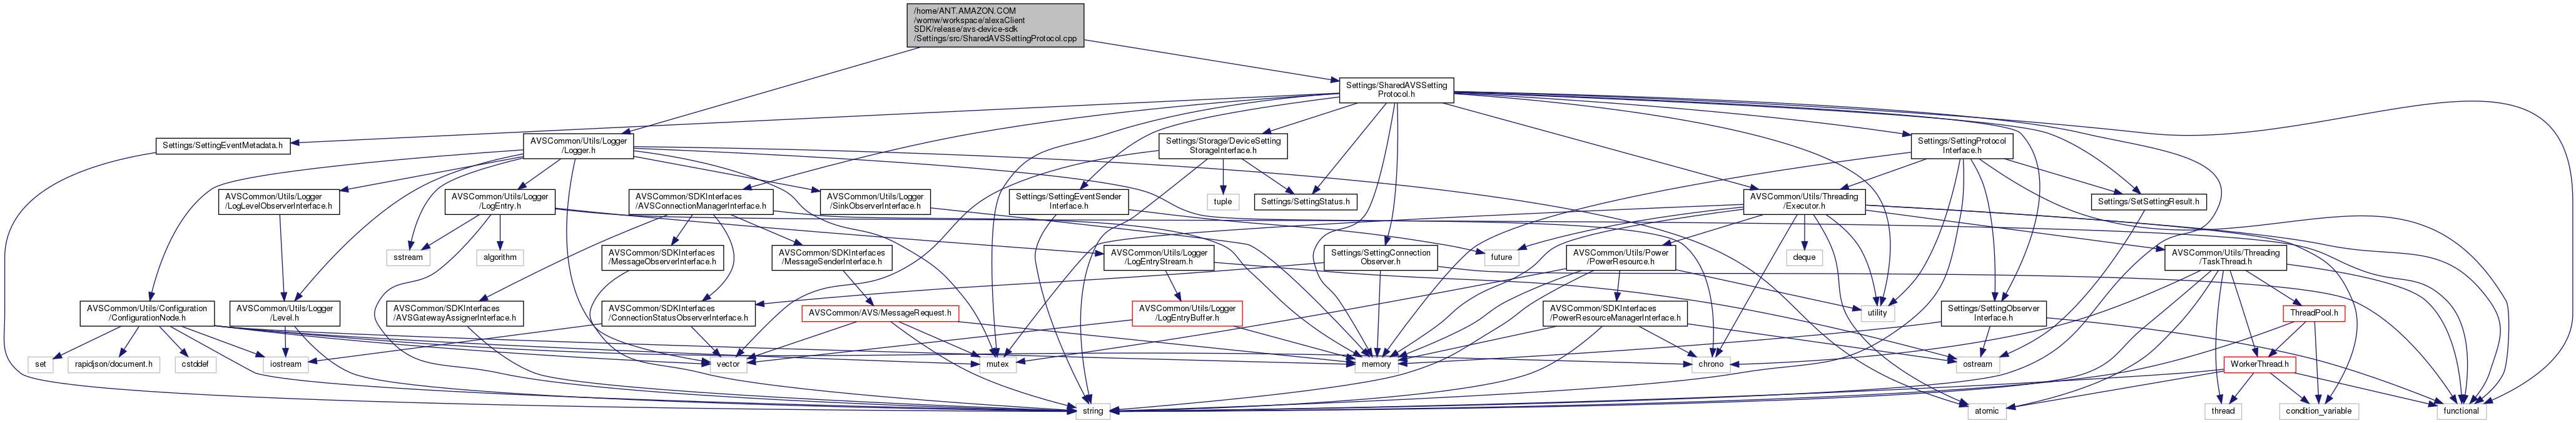 /home/ANT.AMAZON.COM
/womw/workspace/alexaClient
SDK/release/avs-device-sdk
/Settings/src/SharedAVSSettingProtocol.cpp
Settings/SharedAVSSetting
Protocol.h
Settings/SettingEventMetadata.h
AVSCommon/Utils/Logger
/Logger.h
Settings/Storage/DeviceSetting
StorageInterface.h
Settings/SettingProtocol
Interface.h
AVSCommon/Utils/Logger
/LogLevelObserverInterface.h
AVSCommon/Utils/Logger
/LogEntry.h
AVSCommon/SDKInterfaces
/AVSConnectionManagerInterface.h
AVSCommon/Utils/Logger
/SinkObserverInterface.h
Settings/SettingEventSender
Interface.h
tuple
Settings/SettingStatus.h
AVSCommon/Utils/Threading
/Executor.h
Settings/SetSettingResult.h
sstream
algorithm
AVSCommon/SDKInterfaces
/MessageObserverInterface.h
AVSCommon/SDKInterfaces
/MessageSenderInterface.h
AVSCommon/Utils/Logger
/LogEntryStream.h
Settings/SettingConnection
Observer.h
future
AVSCommon/Utils/Power
/PowerResource.h
deque
AVSCommon/Utils/Threading
/TaskThread.h
AVSCommon/Utils/Configuration
/ConfigurationNode.h
AVSCommon/Utils/Logger
/Level.h
AVSCommon/SDKInterfaces
/AVSGatewayAssignerInterface.h
AVSCommon/SDKInterfaces
/ConnectionStatusObserverInterface.h
AVSCommon/AVS/MessageRequest.h
AVSCommon/Utils/Logger
/LogEntryBuffer.h
AVSCommon/SDKInterfaces
/PowerResourceManagerInterface.h
utility
Settings/SettingObserver
Interface.h
ThreadPool.h
set
rapidjson/document.h
cstddef
iostream
vector
mutex
memory
chrono
ostream
WorkerThread.h
string
atomic
thread
condition_variable
functional